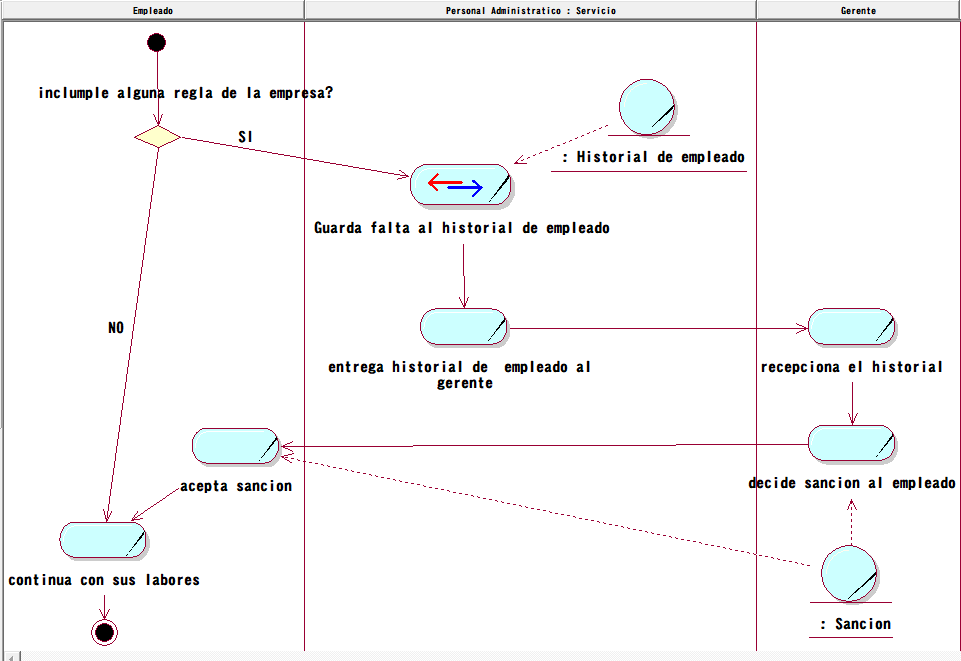 Empleado
Personal Administratico : Servicio
Gerente
inclumple alguna regla de la empresa?
SI
: Historial de empleado
Guarda falta al historial de empleado
NO
entrega historial de empleado al
gerente
recepciona el historial
acepta sancion
decide sancion al empleado
continua con sus labores
: Sancion